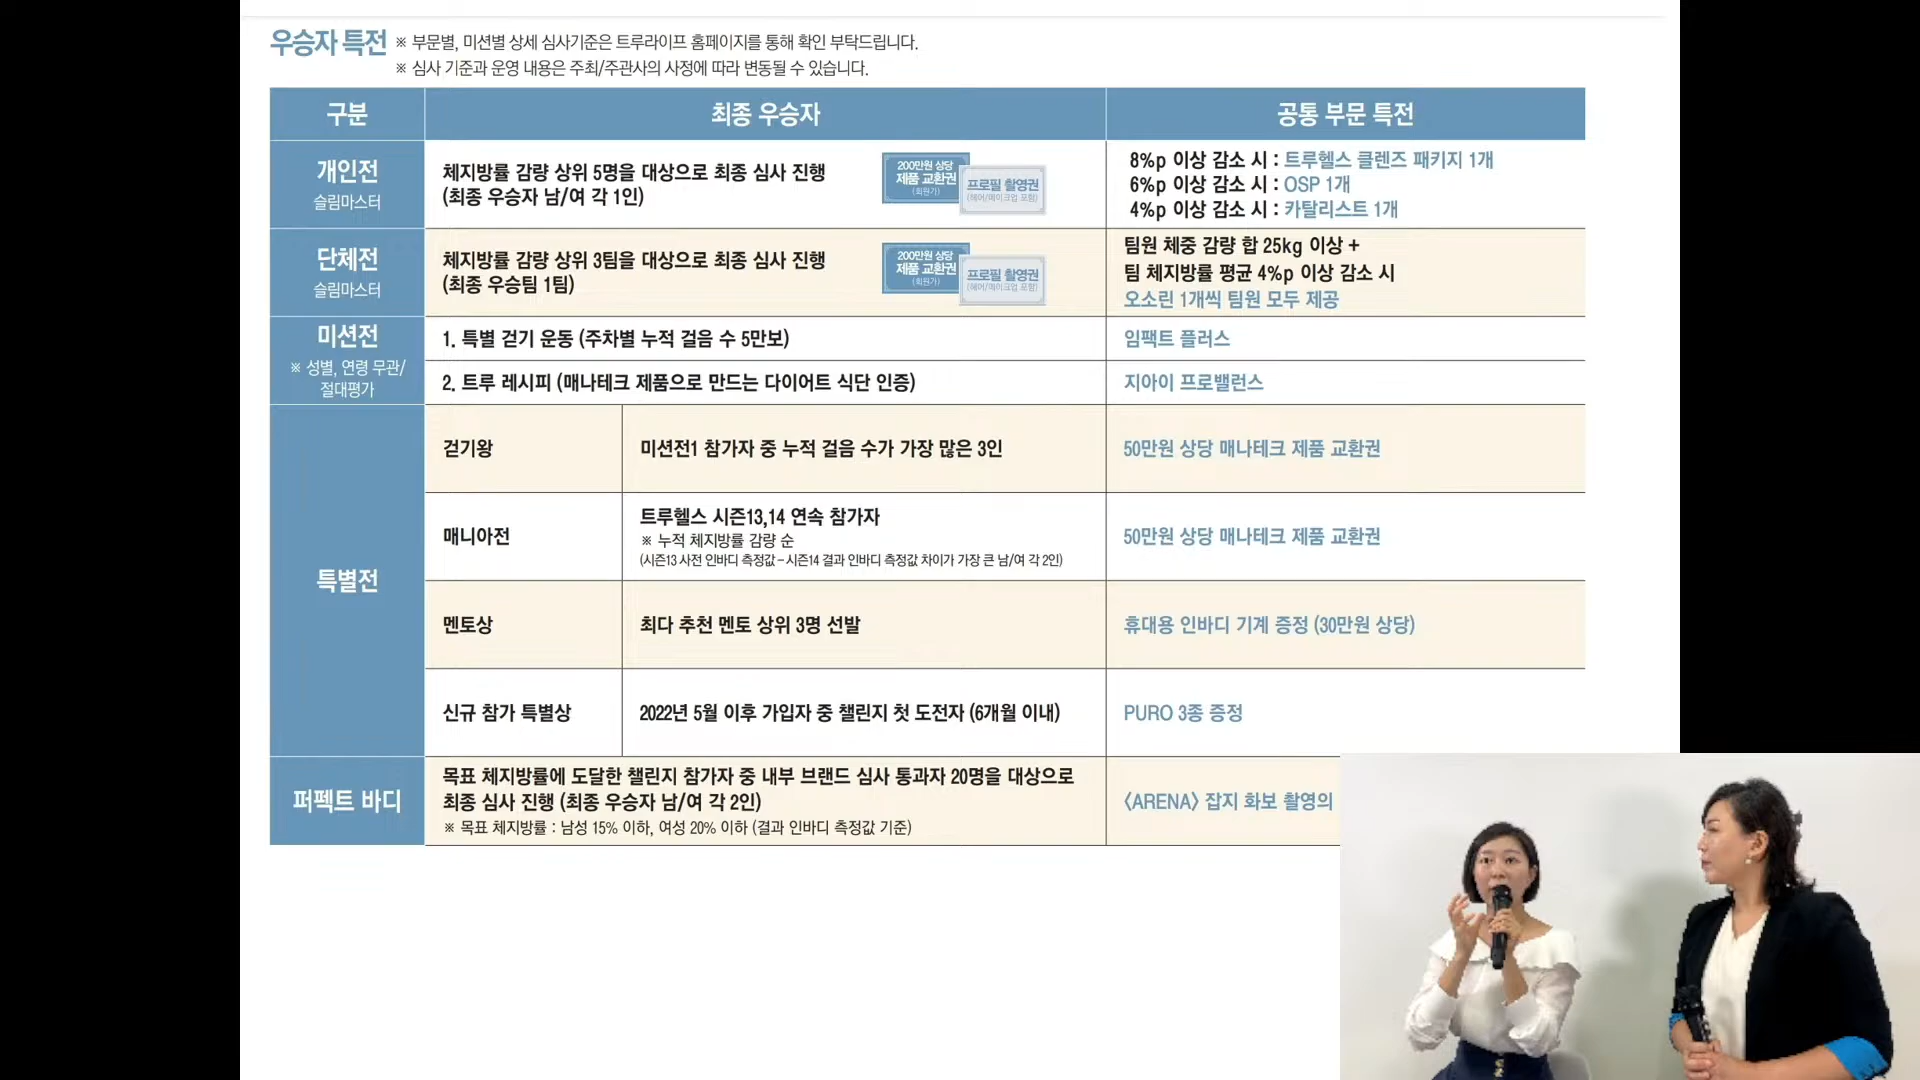 우승자 특전 ※ 부문별, 미션별 상세 심사기준은 트루라이프 홈페이지를 통해 확인 부탁드립니다.
※ 심사 기준과 운영 내용은 주최/주관사의 사정에 따라 변동될 수 있습니다.
구분
최종 우승자
공통 부문 특전
개인전
슬림마스터
체지방률 감량 상위 5명을 대상으로 최종 심사 진행
(최종 우승자 남/여 각 1인)
200만원 상당
제품 교환권
(회원가)
프로필 촬영권
(헤어/메이크업 포함)
8%p 이상 감소 시 : 트루헬스 클렌즈 패키지 1개
6%p 이상 감소 시 : OSP 1개
4%p 이상 감소 시 : 카탈리스트 1개
단체전
슬림마스터
체지방률 감량 상위 3팀을 대상으로 최종 심사 진행
(최종 우승팀 1팀)
200만원 상당
제품 교환권
(회원가)
프로필 촬영권
(헤어/메이크업 포함)
팀원 체중 감량 합 25kg 이상 +
팀 체지방률 평균 4%p 이상 감소 시
오소린 1개씩 팀원 모두 제공
미션전
※ 성별, 연령 무관/
절대평가
1. 특별 걷기 운동 (주차별 누적 걸음 수 5만보)
임팩트 플러스
2. 트루 레시피 (매나테크 제품으로 만드는 다이어트 식단 인증)
지아이 프로밸런스
특별전
걷기왕
미션전1 참가자 중 누적 걸음 수가 가장 많은 3인
50만원 상당 매나테크 제품 교환권
매니아전
트루헬스 시즌13,14 연속 참가자
※ 누적 체지방률 감량 순
(시즌13 사전 인바디 측정값 – 시즌14 결과 인바디 측정값 차이가 가장 큰 남/여 각 2인)
50만원 상당 매나테크 제품 교환권
멘토상
최다 추천 멘토 상위 3명 선발
휴대용 인바디 기계 증정 (30만원 상당)
신규 참가 특별상
2022년 5월 이후 가입자 중 챌린지 첫 도전자 (6개월 이내)
PURO 3종 증정
퍼펙트 바디
목표 체지방률에 도달한 챌린지 참가자 중 내부 브랜드 심사 통과자 20명을 대상으로
최종 심사 진행 (최종 우승자 남/여 각 2인)
※ 목표 체지방률 : 남성 15% 이하, 여성 20% 이하 (결과 인바디 측정값 기준)
〈ARENA〉 잡지 화보 촬영의